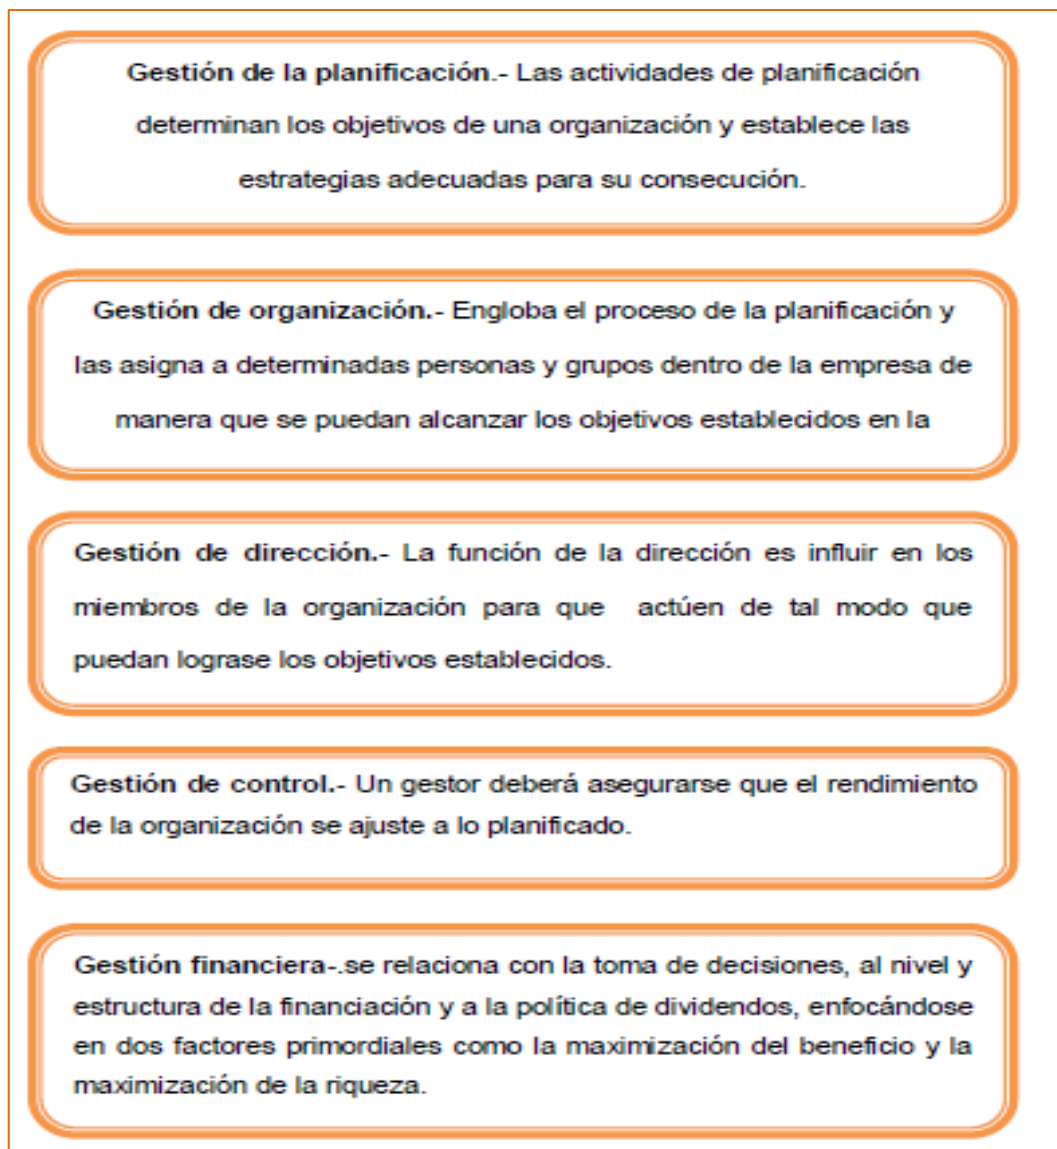 Gestión de la planificación.- Las actividades de planificación
determinan los objetivos de una organización y establece las
estrategias adecuadas para su consecución.
Gestión de organización.- Engloba el proceso de la planificación y
las asigna a determinadas personas y grupos dentro de la empresa de
manera que se puedan alcanzar los objetivos establecidos en la
Gestión de dirección.- La función de la dirección es influir en los
miembros de la organización para que actúen de tal modo que
puedan lograse los objetivos establecidos.
Gestión de control.- Un gestor deberá asegurarse que el rendimiento
de la organización se ajuste a lo planificado.
Gestión financiera-.se relaciona con la toma de decisiones, al nivel y
estructura de la financiación y a la política de dividendos, enfocándose
en dos factores primordiales como la maximización del beneficio y la
maximización de la riqueza.